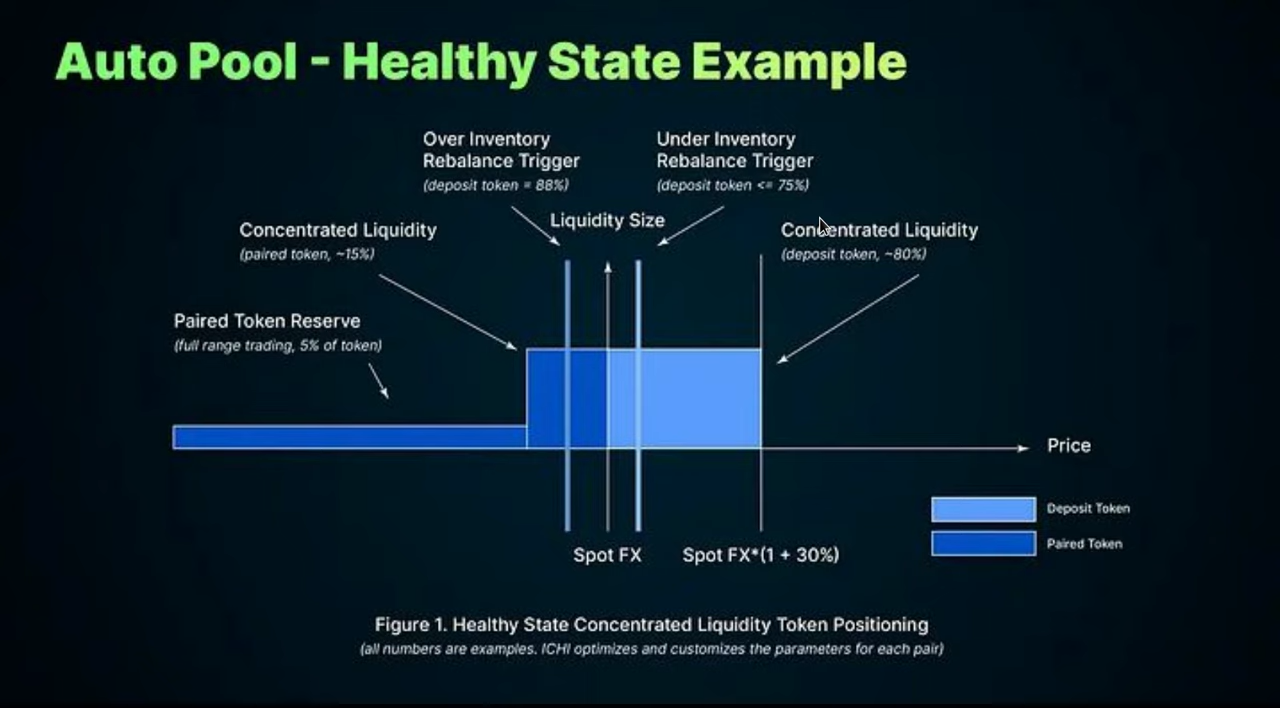 Auto Pool - Healthy State Example
Over Inventory
Rebalance Trigger
(deposit token = 88%)
Under Inventory
Rebalance Trigger
(deposit token <= 75%)
Liquidity Size
Concentrated Liquidity
(paired token, ~15%)
Concentrated Liquidity
(deposit token, ~80%)
Paired Token Reserve
(full range trading, 5% of token)
Price
Deposit Token
Paired Token
Spot FX
Spot FX*(1 + 30%)
Figure 1. Healthy State Concentrated Liquidity Token Positioning
(all numbers are examples. ICHI optimizes and customizes the parameters for each pair)